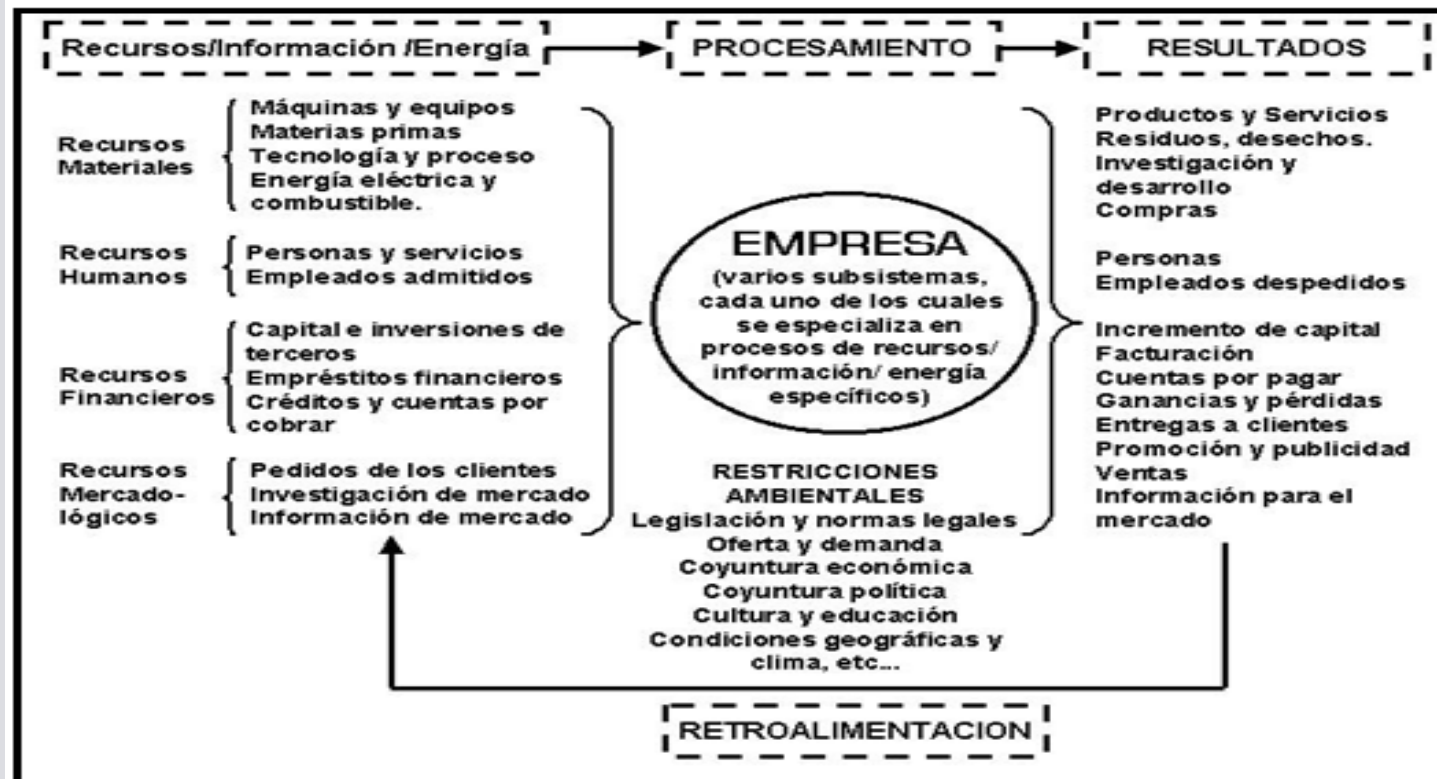 Recursos/Información /Energía
PROCESAMIENTO
RESULTADOS
Recursos
Materiales
Máquinas y equipos
Materias primas
Tecnología y proceso
Energía eléctrica y
combustible.
Recursos
Humanos
Personas y servicios
Empleados admitidos
Recursos
Financieros
Capital e inversiones de
terceros
Empréstitos financieros
Créditos y cuentas por
cobrar
Recursos
Mercado-
lógicos
Pedidos de los clientes
Investigación de mercado
Información de mercado
EMPRESA
(varios subsistemas,
cada uno de los cuales
se especializa en
procesos de recursos/
información/ energía
específicos)
RESTRICCIONES
AMBIENTALES
Legislación y normas legales
Oferta y demanda
Coyuntura económica
Coyuntura política
Cultura y educación
Condiciones geográficas y
clima, etc...
Productos y Servicios
Residuos, desechos.
Investigación y
desarrollo
Compras
Personas
Empleados despedidos
Incremento de capital
Facturación
Cuentas por pagar
Ganancias y pérdidas
Entregas a clientes
Promoción y publicidad
Ventas
Información para el
mercado
RETROALIMENTACION